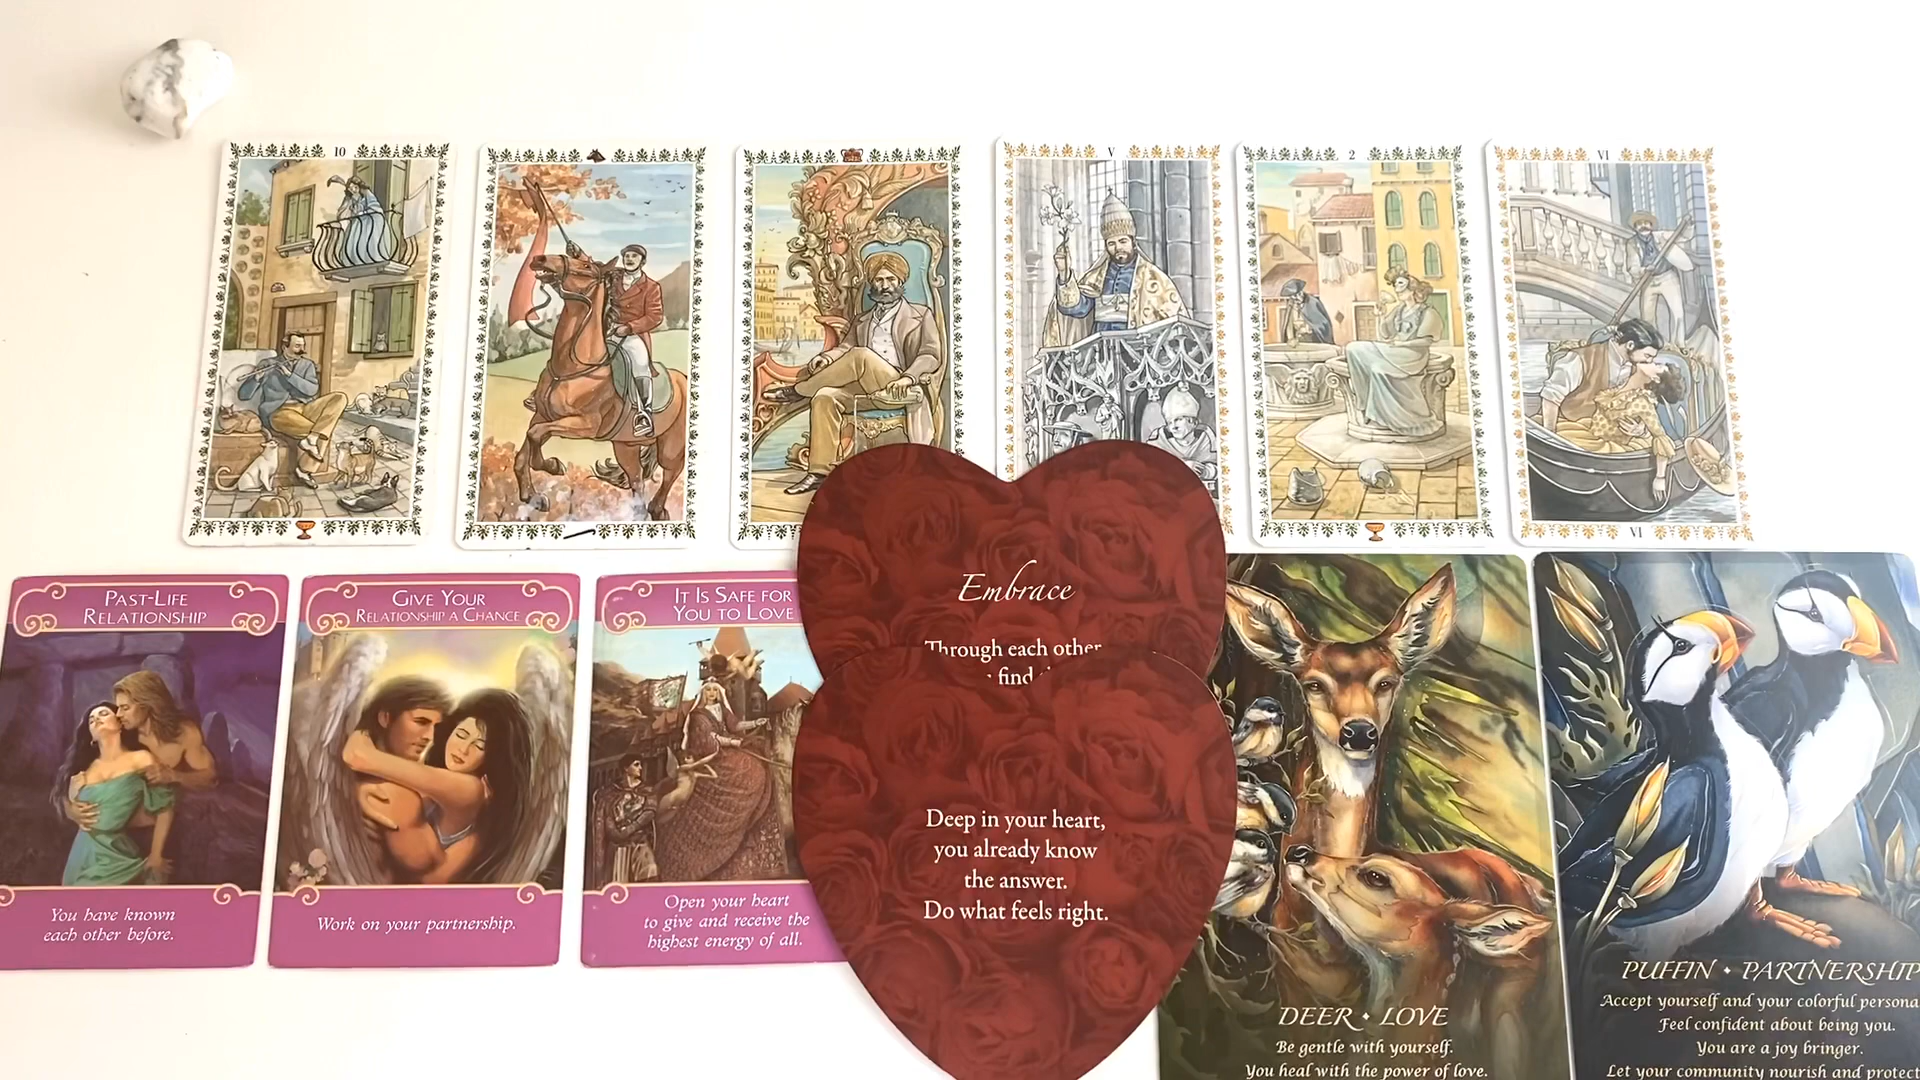 10
V
2
VI
VI
PAST-LIFE
RELATIONSHIP
You have known
each other before.
GIVE YOUR
RELATIONSHIP A CHANCE
Work on your partnership.
IT IS SAFE FOR
YOU TO LOVE
Open your heart
to give and receive the
highest energy of all.
Embrace
Through each other
find
Deep in your heart,
you already know
the answer.
Do what feels right.
DEER • LOVE
Be gentle with yourself.
You heal with the power of love.
PUFFIN • PARTNERSHIP
Accept yourself and your colorful persona
Feel confident about being you.
You are a joy bringer.
Let your community nourish and protect